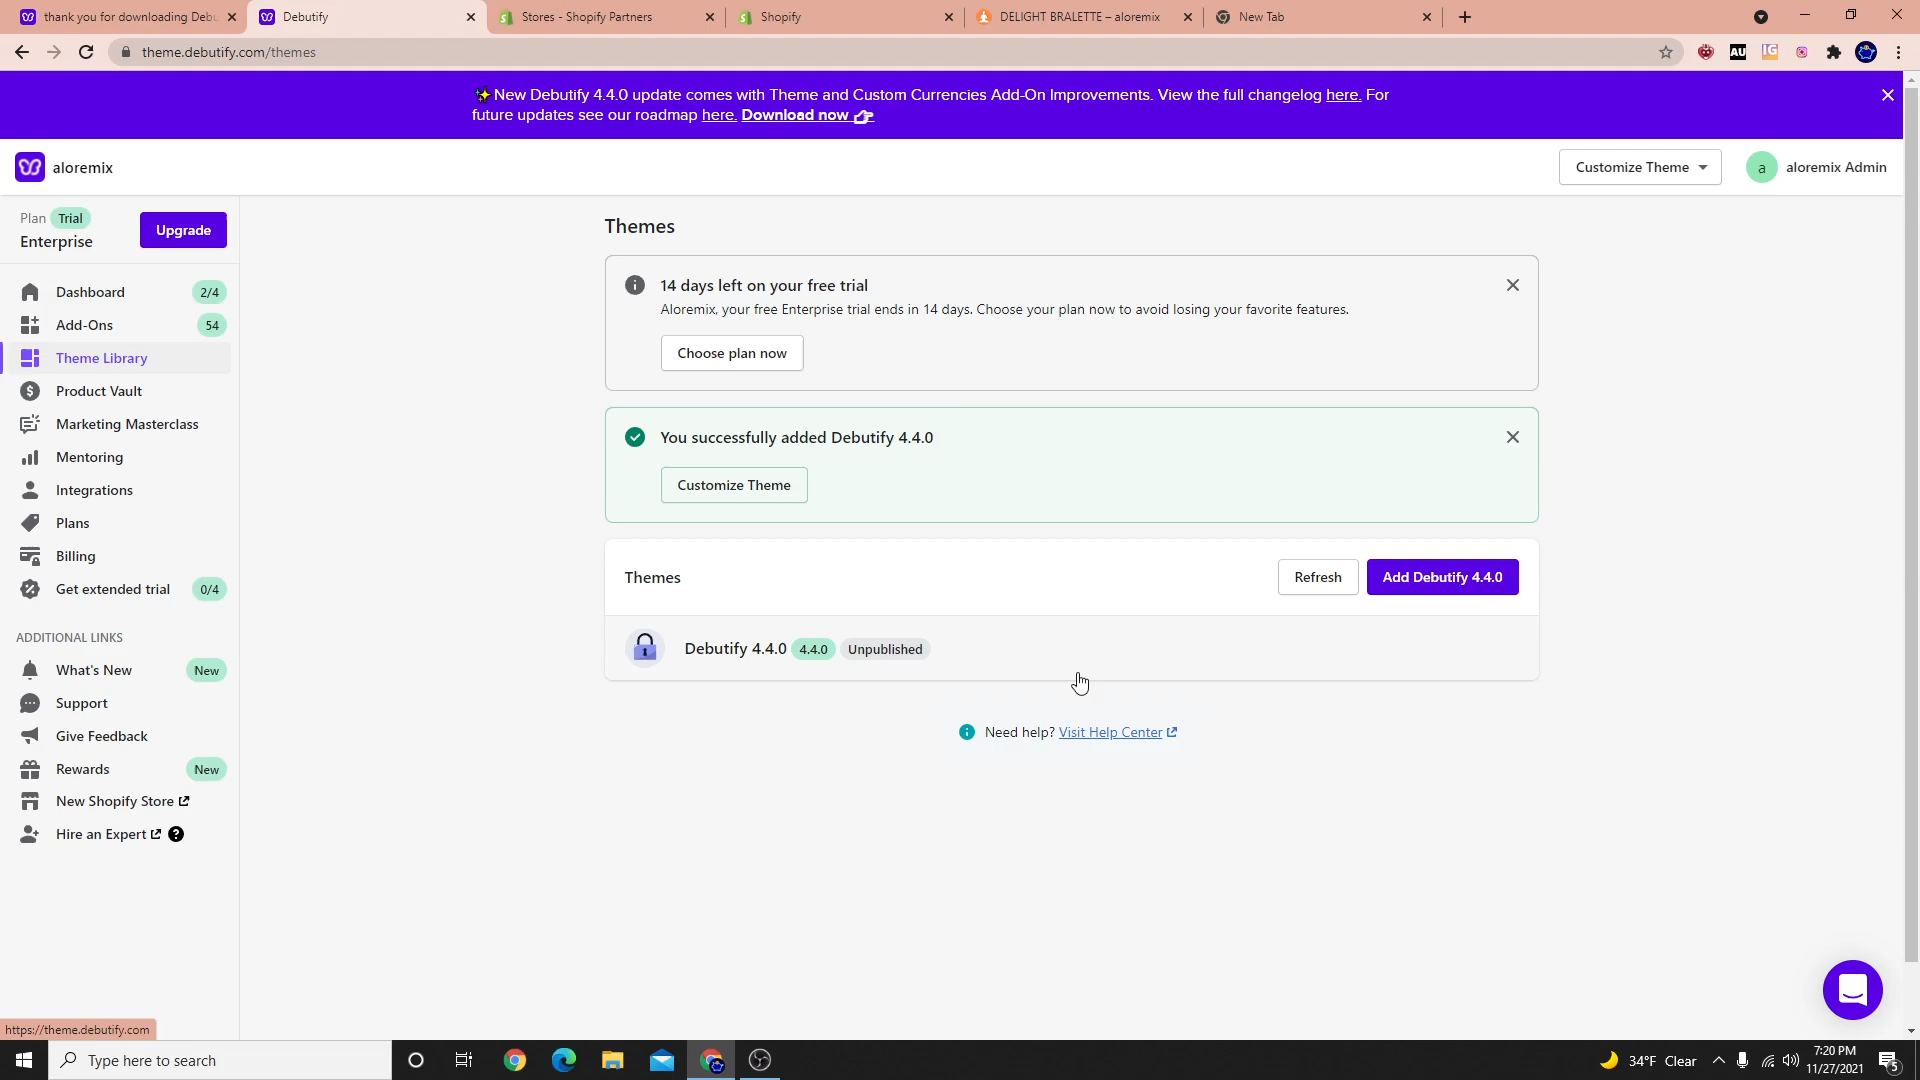 thank you for downloading Debu
Debutify
Stores - Shopify Partners
Shopify
DELIGHT BRALETTE – aloremix
New Tab
theme.debutify.com/themes
AU
IG
✨New Debutify 4.4.0 update comes with Theme and Custom Currencies Add-On Improvements. View the full changelog here. For
future updates see our roadmap here. Download now 👉
aloremix
Customize Theme
a
aloremix Admin
Plan Trial
Enterprise
Upgrade
Dashboard 2/4
Add-Ons 54
Theme Library
Product Vault
Marketing Masterclass
Mentoring
Integrations
Plans
Billing
Get extended trial 0/4
ADDITIONAL LINKS
What's New New
Support
Give Feedback
Rewards New
New Shopify Store
Hire an Expert
Themes
14 days left on your free trial
Aloremix, your free Enterprise trial ends in 14 days. Choose your plan now to avoid losing your favorite features.
Choose plan now
You successfully added Debutify 4.4.0
Customize Theme
Themes
Refresh
Add Debutify 4.4.0
Debutify 4.4.0 4.4.0 Unpublished
Need help? Visit Help Center
https://theme.debutify.com
Type here to search
34°F Clear
7:20 PM
11/27/2021
5